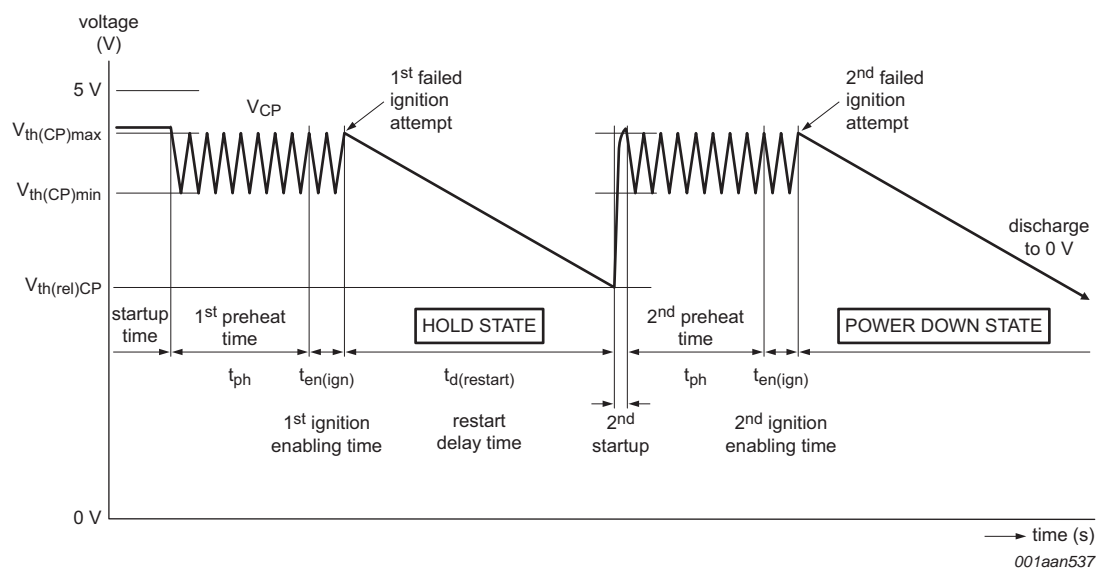 voltage
(V)
5 V
V_CP
1st failed
ignition
attempt
2nd failed
ignition
attempt
Vth(CP)max
Vth(CP)min
discharge
to 0 V
Vth(rel)CP
startup
time
1st preheat
time
HOLD STATE
2nd preheat
time
POWER DOWN STATE
tph
ten(ign)
td(restart)
tph
ten(ign)
1st ignition
enabling time
restart
delay time
2nd
startup
2nd ignition
enabling time
0 V
time (s)
001aan537